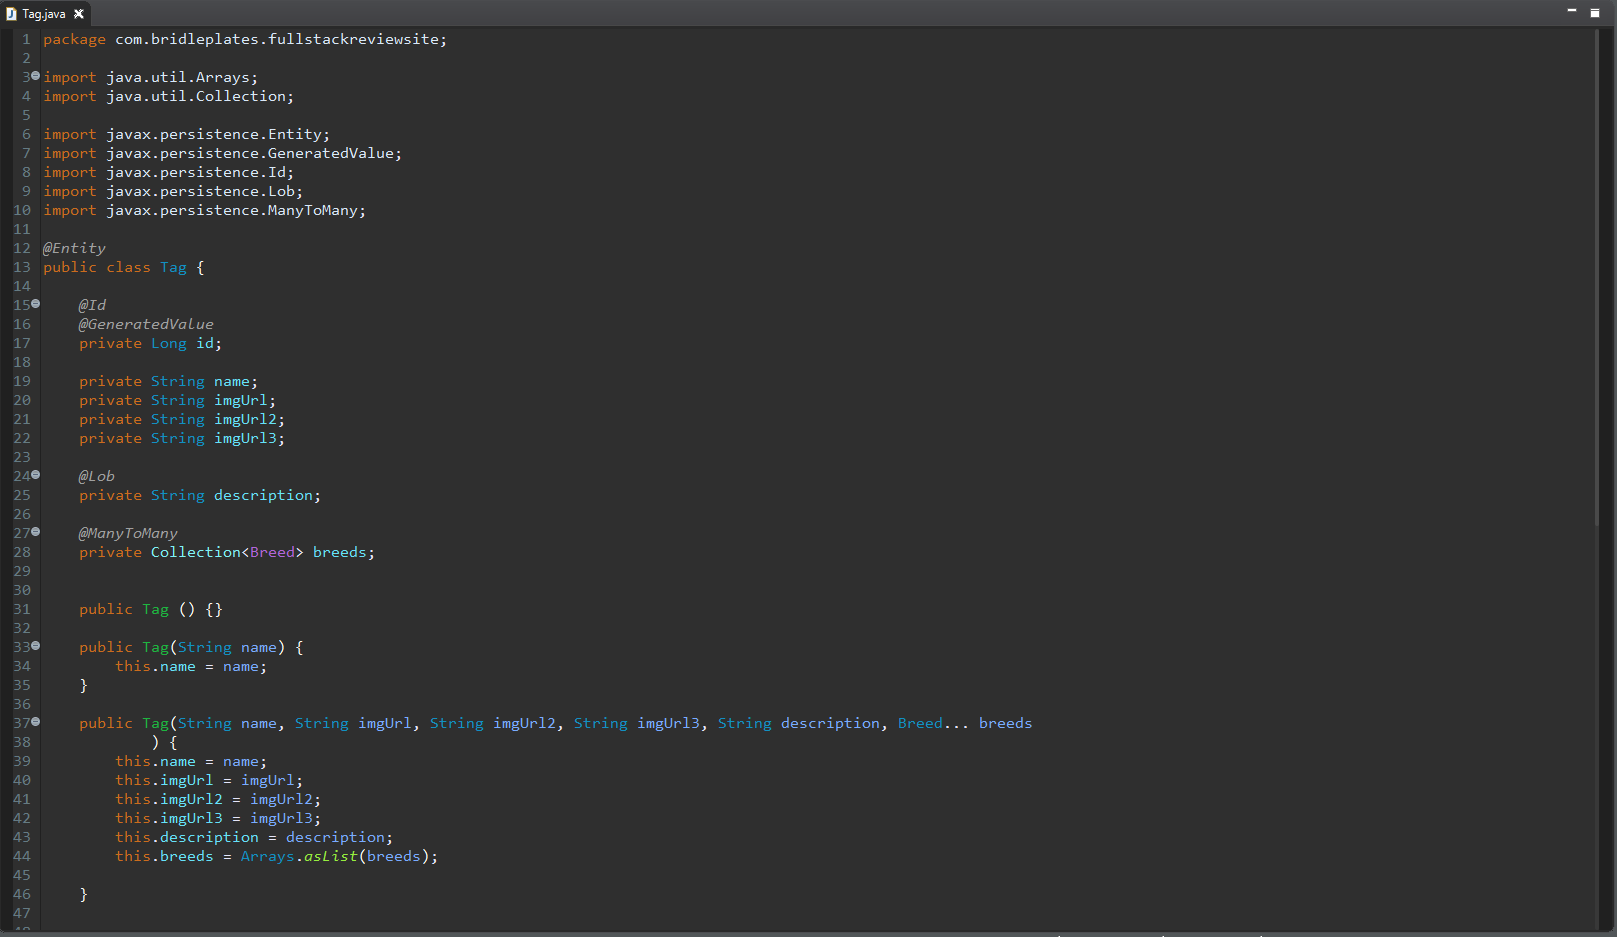 Tag.java
1 package com.bridleplates.fullstackreviewsite;
2
3 import java.util.Arrays;
4 import java.util.Collection;
5
6 import javax.persistence.Entity;
7 import javax.persistence.GeneratedValue;
8 import javax.persistence.Id;
9 import javax.persistence.Lob;
10 import javax.persistence.ManyToMany;
11
12 @Entity
13 public class Tag {
14
15     @Id
16     @GeneratedValue
17     private Long id;
18
19     private String name;
20     private String imgUrl;
21     private String imgUrl2;
22     private String imgUrl3;
23
24     @Lob
25     private String description;
26
27     @ManyToMany
28     private Collection<Breed> breeds;
29
30
31     public Tag () {}
32
33     public Tag(String name) {
34         this.name = name;
35     }
36
37     public Tag(String name, String imgUrl, String imgUrl2, String imgUrl3, String description, Breed... breeds
38             ) {
39         this.name = name;
40         this.imgUrl = imgUrl;
41         this.imgUrl2 = imgUrl2;
42         this.imgUrl3 = imgUrl3;
43         this.description = description;
44         this.breeds = Arrays.asList(breeds);
45
46     }
47